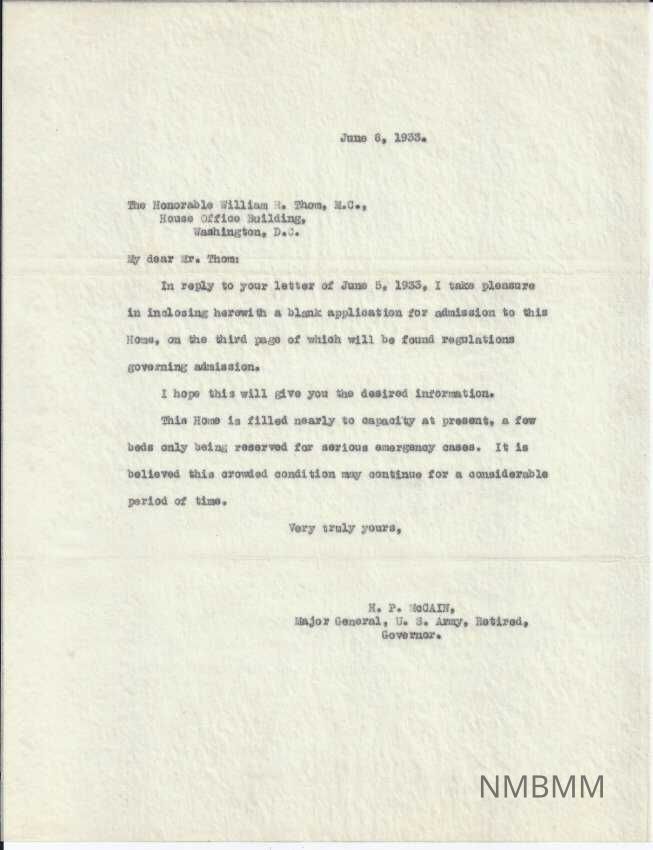 June 6, 1933.
The Honorable William R. Thom, M.C.,
House Office Building,
Washington, D.C.
My dear Mr. Thom:
In reply to your letter of June 5, 1933, I take pleasure
in inclosing herewith a blank application for admission to this
Home, on the third page of which will be found regulations
governing admission.
I hope this will give you the desired information.
This Home is filled nearly to capacity at present, a few
beds only being reserved for serious emergency cases. It is
believed this crowded condition may continue for a considerable
period of time.
Very truly yours,
H. P. McCAIN,
Major General, U. S. Army, Retired,
Governor.
NMBMM